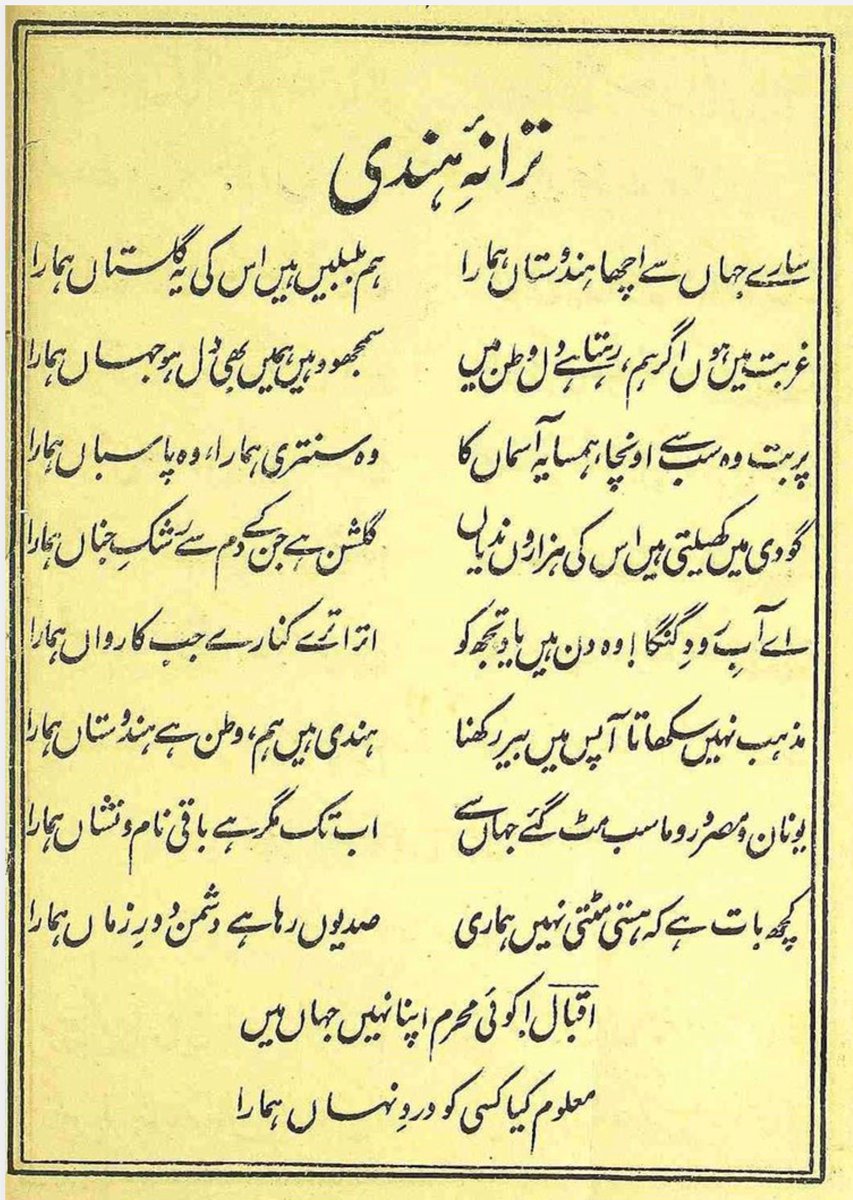 ترانۂ ہندی
سارے جہاں سے اچھا ہندوستاں ہمارا ہم بلبلیں ہیں اس کی یہ گلستاں ہمارا
غربت میں ہوں اگر ہم، رہتا ہے دل وطن میں سمجھو وہیں ہمیں بھی دل ہو جہاں ہمارا
پربت وہ سب سے اونچا، ہمسایہ آسماں کا وہ سنتری ہمارا، وہ پاسباں ہمارا
گودی میں کھیلتی ہیں اس کی ہزاروں ندیاں گلشن ہے جن کے دم سے رشکِ جناں ہمارا
اے آبِ رودِ گنگا! وہ دن ہیں یاد تجھ کو اترا ترے کنارے جب کارواں ہمارا
مذہب نہیں سکھاتا آپس میں بیر رکھنا ہندی ہیں ہم، وطن ہے ہندوستاں ہمارا
یونان و مصر و روما سب مٹ گئے جہاں سے اب تک مگر ہے باقی نام و نشاں ہمارا
کچھ بات ہے کہ ہستی مٹتی نہیں ہماری صدیوں رہا ہے دشمن دورِ زماں ہمارا
اقبالؔ! کوئی محرم اپنا نہیں جہاں میں
معلوم کیا کسی کو دردِ نہاں ہمارا